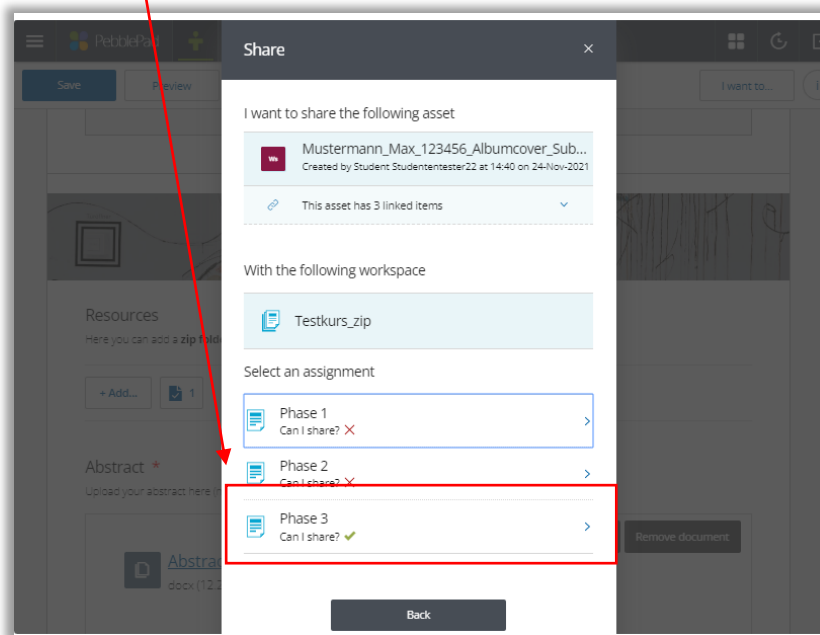 PebblePad
Share
Save
Preview
I want to...
I want to share the following asset
Ws
Mustermann_Max_123456_Albumcover_Sub...
Created by Student Studententester22 at 14:40 on 24-Nov-2021
This asset has 3 linked items
With the following workspace
Testkurs_zip
Resources
Here you can add a zip fold
Select an assignment
+ Add...
1
Phase 1
Can I share?
Phase 2
Can I share?
Abstract *
Upload your abstract here
Phase 3
Can I share?
Remove document
Abstrac
docx (12
Back